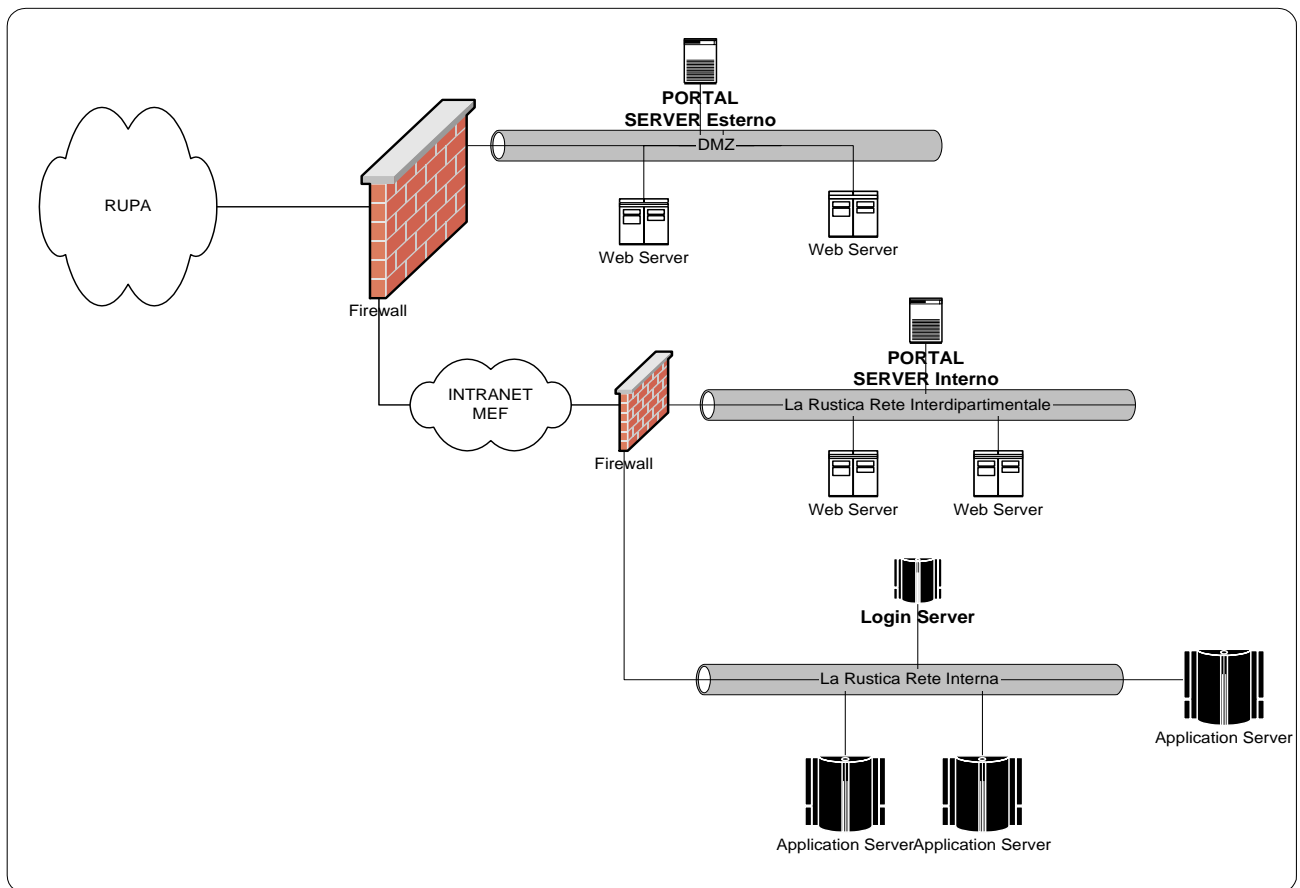 PORTAL
SERVER Esterno
DMZ
RUPA
Web Server
Web Server
Firewall
PORTAL
SERVER Interno
INTRANET
MEF
La Rustica Rete Interdipartimentale
Firewall
Web Server
Web Server
Login Server
La Rustica Rete Interna
Application Server
Application Server
Application Server